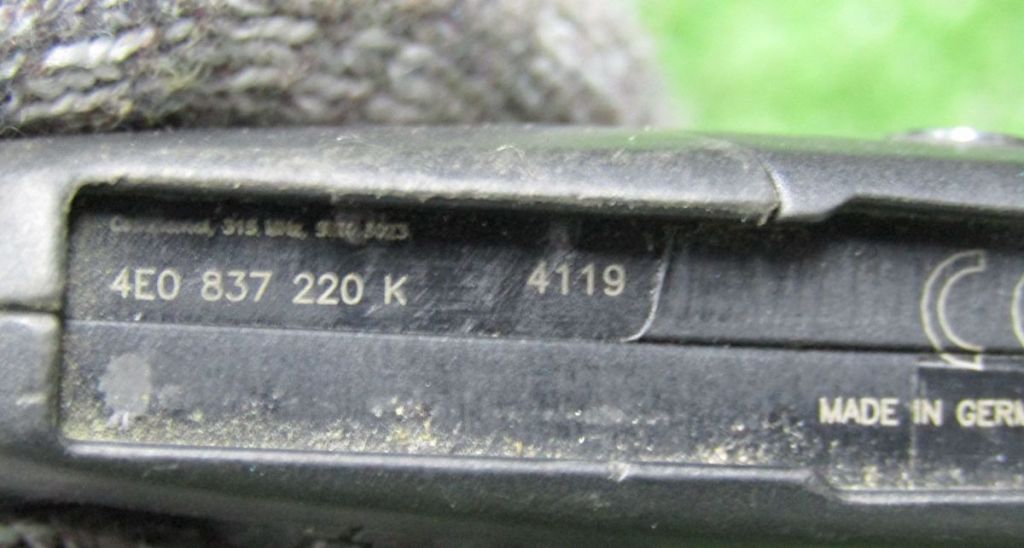 315 MHz,
4E0 837 220 K 4119
MADE IN GERM